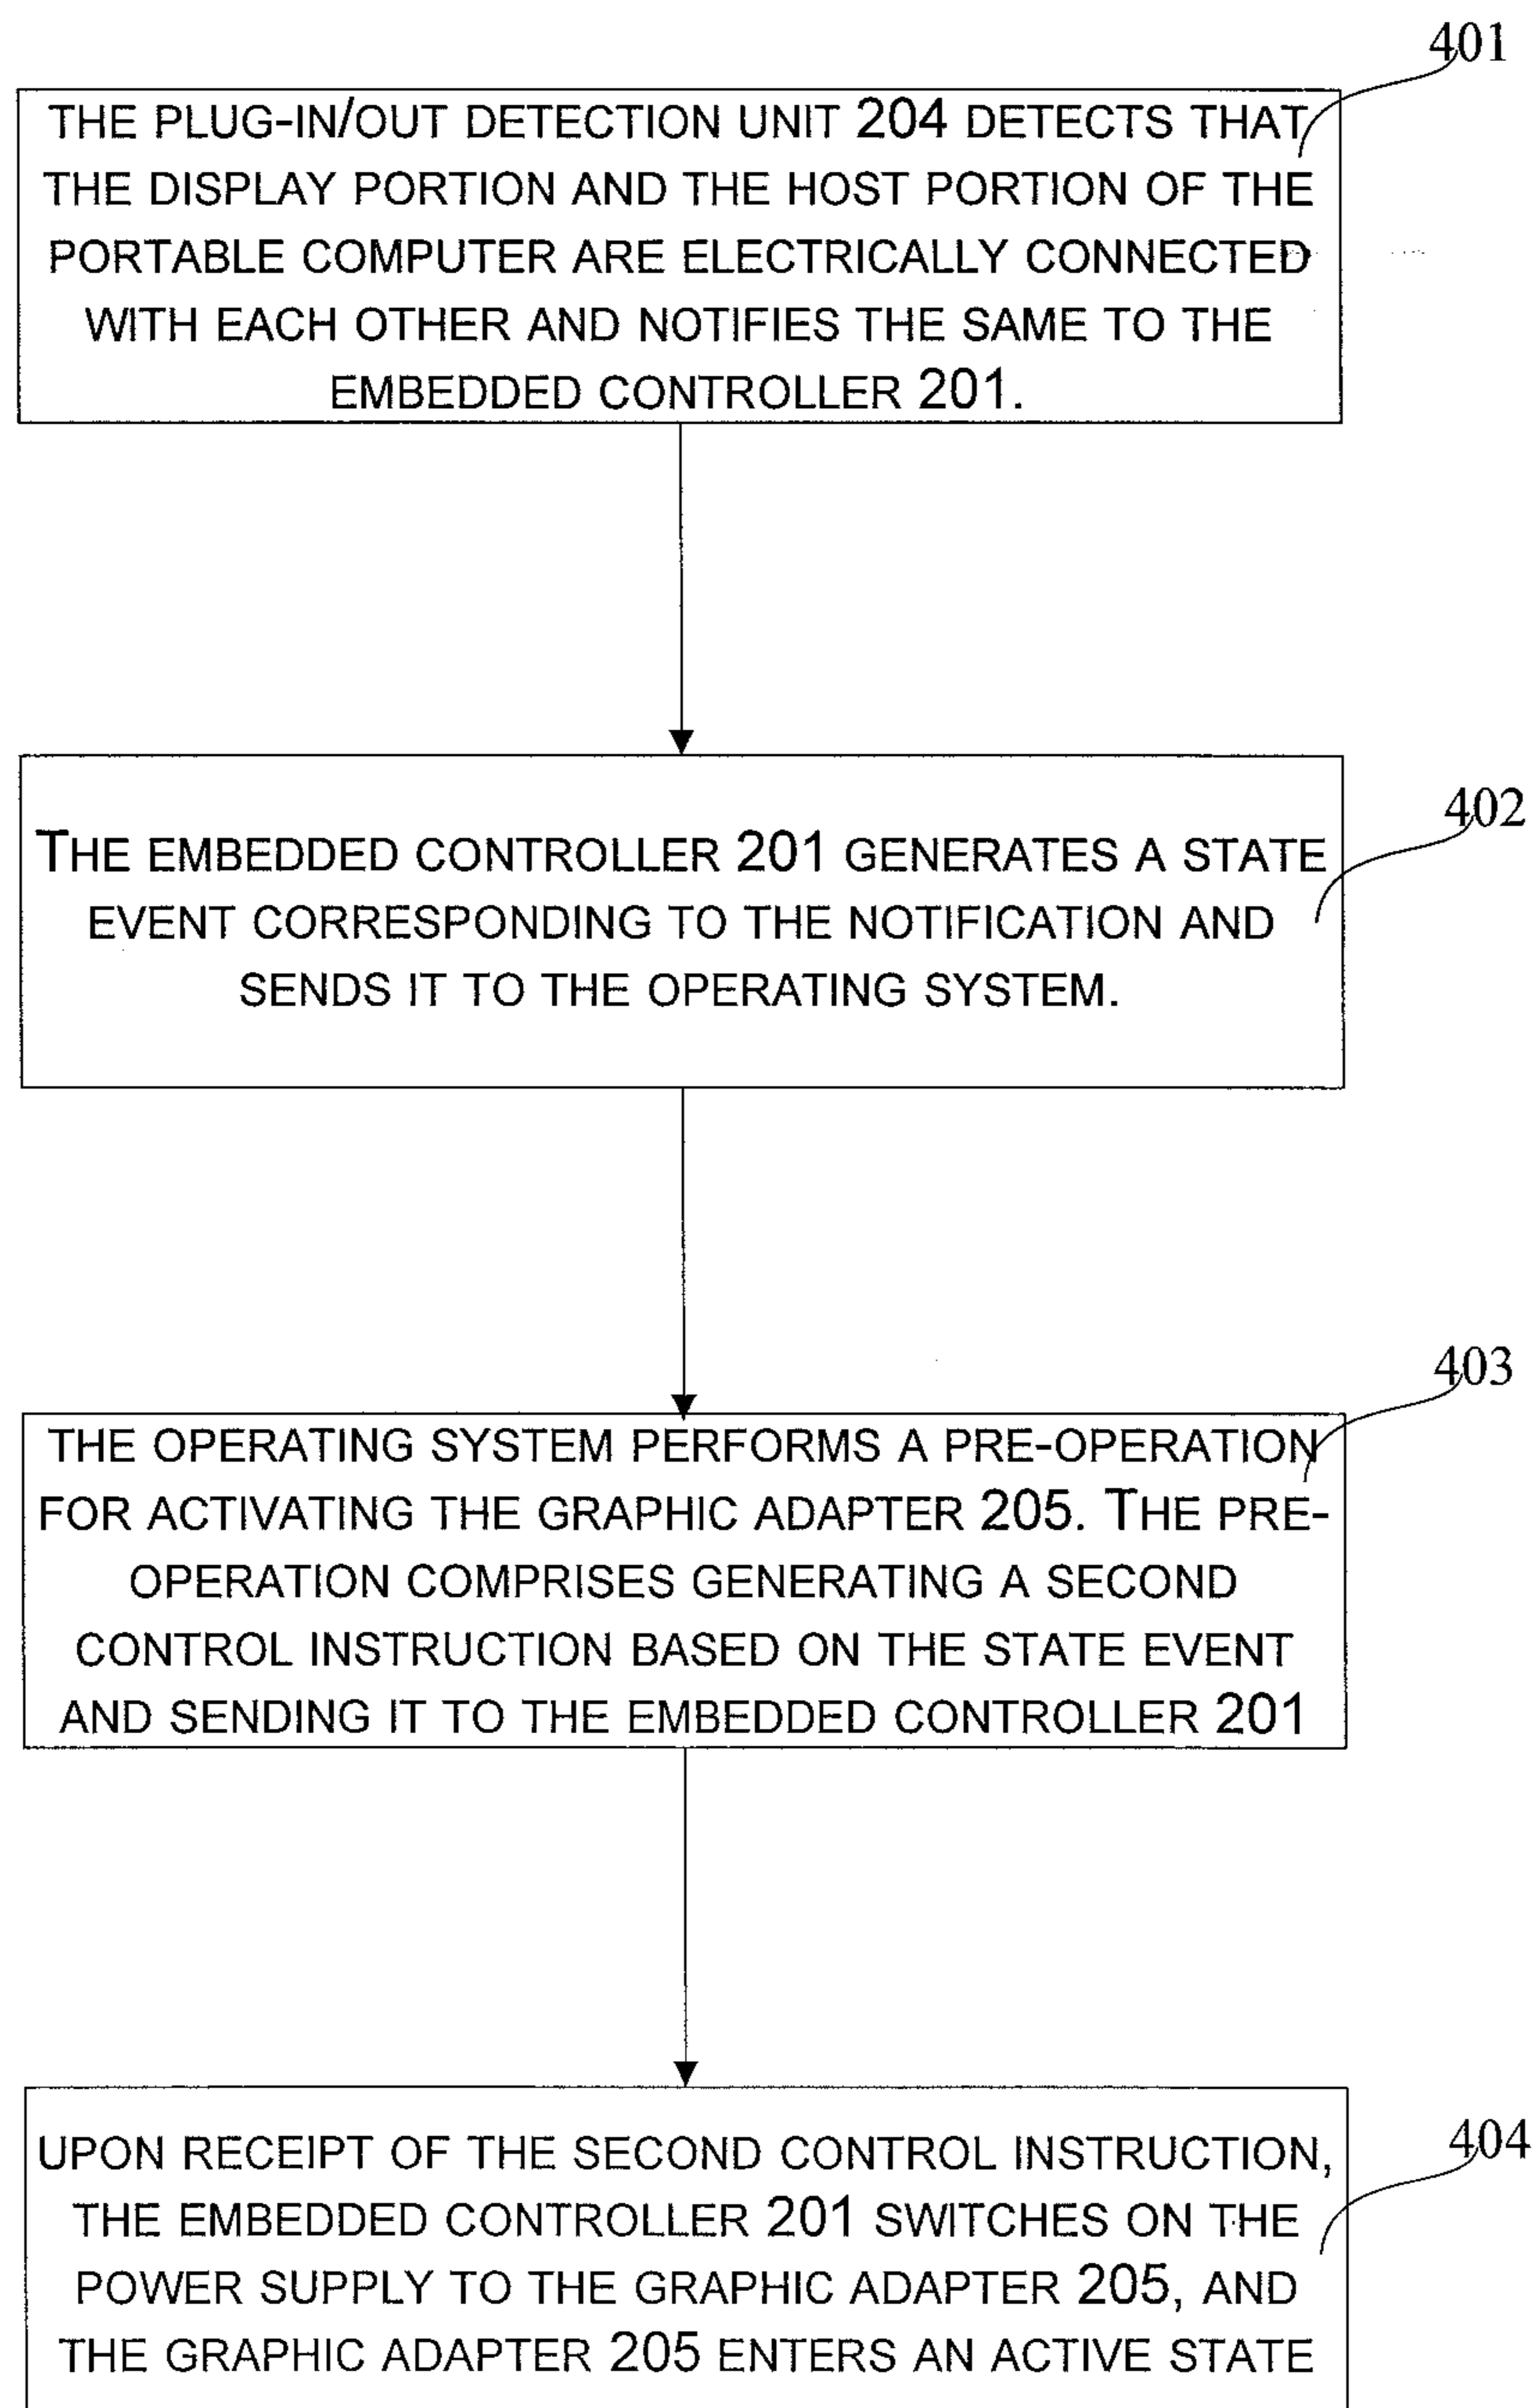 401
THE PLUG-IN/OUT DETECTION UNIT 204 DETECTS THAT
THE DISPLAY PORTION AND THE HOST PORTION OF THE
PORTABLE COMPUTER ARE ELECTRICALLY CONNECTED
WITH EACH OTHER AND NOTIFIES THE SAME TO THE
EMBEDDED CONTROLLER 201.
402
THE EMBEDDED CONTROLLER 201 GENERATES A STATE
EVENT CORRESPONDING TO THE NOTIFICATION AND
SENDS IT TO THE OPERATING SYSTEM.
403
THE OPERATING SYSTEM PERFORMS A PRE-OPERATION
FOR ACTIVATING THE GRAPHIC ADAPTER 205. THE PRE-
OPERATION COMPRISES GENERATING A SECOND
CONTROL INSTRUCTION BASED ON THE STATE EVENT
AND SENDING IT TO THE EMBEDDED CONTROLLER 201
404
UPON RECEIPT OF THE SECOND CONTROL INSTRUCTION,
THE EMBEDDED CONTROLLER 201 SWITCHES ON THE
POWER SUPPLY TO THE GRAPHIC ADAPTER 205, AND
THE GRAPHIC ADAPTER 205 ENTERS AN ACTIVE STATE